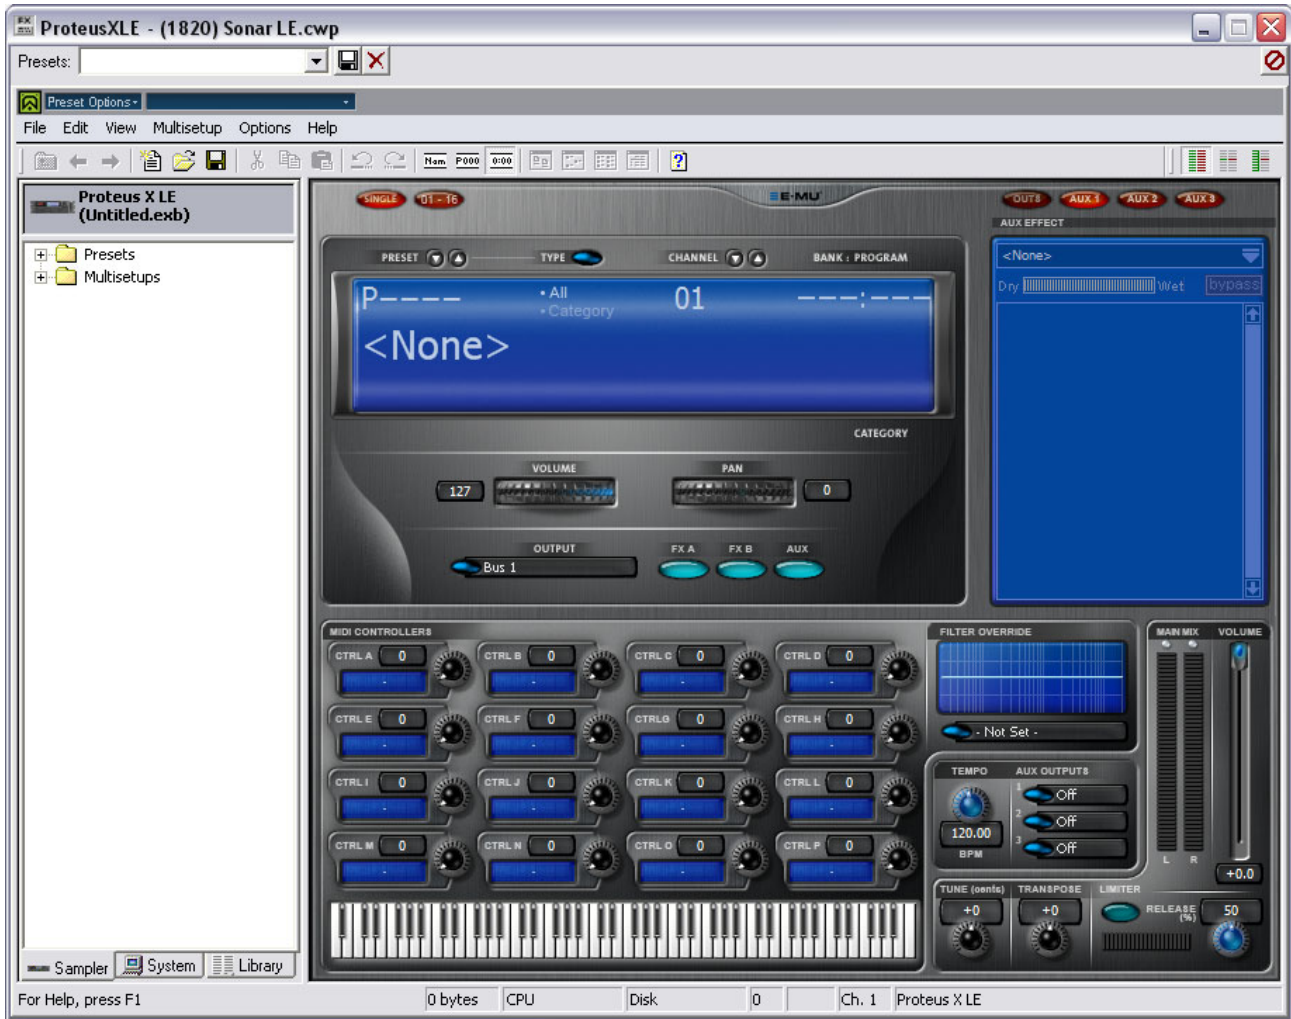 ProteusXLE - (1820) Sonar LE.cwp
Presets:
Preset Options
File Edit View Multisetup Options Help
Nam P000 0:00
Proteus X LE
(Untitled.exb)
Presets
Multisetups
SINGLE 01 - 16
E-MU
OUTS AUX 1 AUX 2 AUX 3
AUX EFFECT
<None>
Dry Wet bypass
PRESET TYPE CHANNEL BANK : PROGRAM
P---- • All 01 ---:---
• Category
<None>
CATEGORY
VOLUME PAN
127 0
OUTPUT FX A FX B AUX
Bus 1
MIDI CONTROLLERS
CTRL A 0 CTRL B 0 CTRL C 0 CTRL D 0
- - - -
CTRL E 0 CTRL F 0 CTRL G 0 CTRL H 0
- - - -
CTRL I 0 CTRL J 0 CTRL K 0 CTRL L 0
- - - -
CTRL M 0 CTRL N 0 CTRL O 0 CTRL P 0
- - - -
FILTER OVERRIDE
- Not Set -
MAIN MIX VOLUME
L R
+0.0
TEMPO AUX OUTPUTS
1 Off
2 Off
3 Off
120.00
BPM
TUNE (cents) TRANSPOSE LIMITER
+0 +0 RELEASE (%) 50
Sampler System Library
For Help, press F1 0 bytes CPU Disk 0 Ch. 1 Proteus X LE